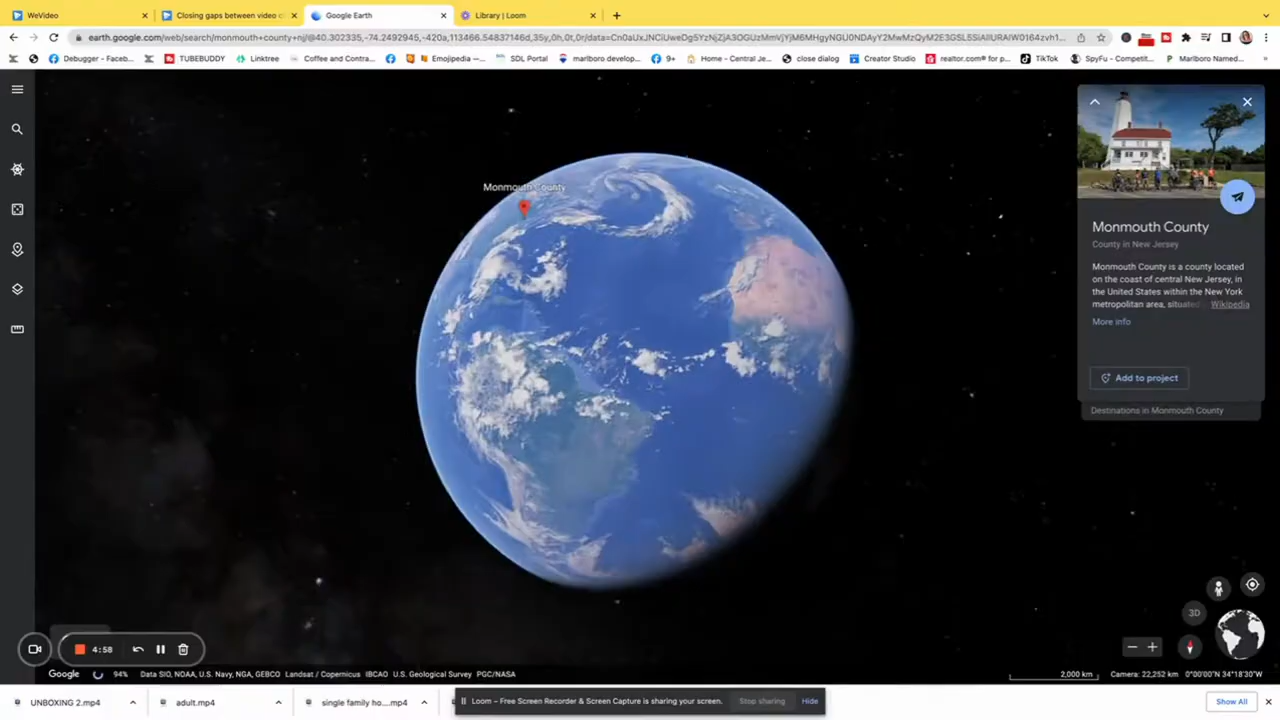 WeVideo
Closing gaps between video cl
Google Earth
Library | Loom
earth.google.com/web/search/monmouth+county+nj/@40.302335,-74.2492945,-420a,113466.54837146d,35y,0h,0t,0r/data=
Debugger - Faceb...
TUBEBUDDY
Linktree
Coffee and Contra...
Emojipedia —...
SDL Portal
marlboro develop...
9+
Home - Central Je...
close dialog
Creator Studio
realtor.com® for p...
TikTok
SpyFu - Competit...
Marlboro Named...
Monmouth County
Monmouth County
County in New Jersey
Monmouth County is a county located
on the coast of central New Jersey, in
the United States within the New York
metropolitan area, situated Wikipedia
More info
Add to project
Destinations in Monmouth County
3D
4:58
Google
94%
Data SIO, NOAA, U.S. Navy, NGA, GEBCO Landsat / Copernicus IBCAO U.S. Geological Survey PGC/NASA
2,000 km
Camera: 22,252 km 0°00'00"N 34°18'30"W
UNBOXING 2.mp4
adult.mp4
single family ho....mp4
Loom – Free Screen Recorder & Screen Capture is sharing your screen.
Stop sharing
Hide
Show All